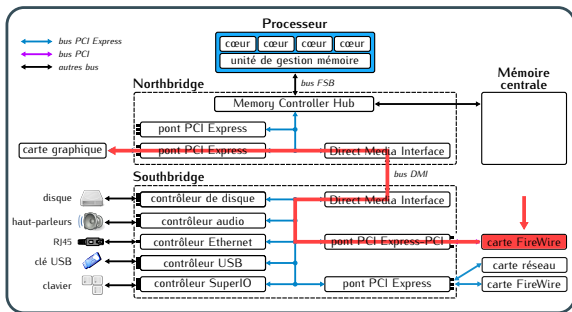 Processeur
bus PCI Express
bus PCI
autres bus
cœur cœur cœur cœur
unité de gestion mémoire
bus FSB
Northbridge
Mémoire
centrale
Memory Controller Hub
pont PCI Express
carte graphique
pont PCI Express
Direct Media Interface
bus DMI
Southbridge
disque
contrôleur de disque
Direct Media Interface
haut-parleurs
contrôleur audio
RJ45
contrôleur Ethernet
pont PCI Express-PCI
carte FireWire
clé USB
contrôleur USB
carte réseau
clavier
contrôleur SuperIO
pont PCI Express
carte FireWire